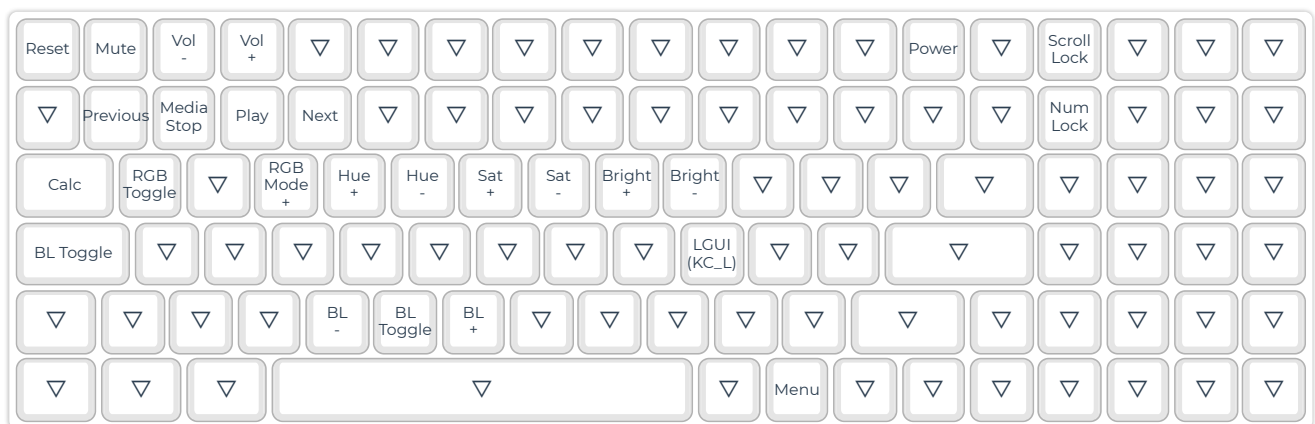 Reset Mute Vol - Vol + ▽ ▽ ▽ ▽ ▽ ▽ ▽ ▽ ▽ Power ▽ Scroll Lock ▽ ▽ ▽
▽ Previous Media Stop Play Next ▽ ▽ ▽ ▽ ▽ ▽ ▽ ▽ ▽ ▽ Num Lock ▽ ▽ ▽
Calc RGB Toggle ▽ RGB Mode + Hue + Hue - Sat + Sat - Bright + Bright - ▽ ▽ ▽ ▽ ▽ ▽ ▽ ▽
BL Toggle ▽ ▽ ▽ ▽ ▽ ▽ ▽ ▽ LGUI (KC_L) ▽ ▽ ▽ ▽ ▽ ▽ ▽
▽ ▽ ▽ ▽ BL - BL Toggle BL + ▽ ▽ ▽ ▽ ▽ ▽ ▽ ▽ ▽ ▽ ▽
▽ ▽ ▽ ▽ ▽ Menu ▽ ▽ ▽ ▽ ▽ ▽ ▽